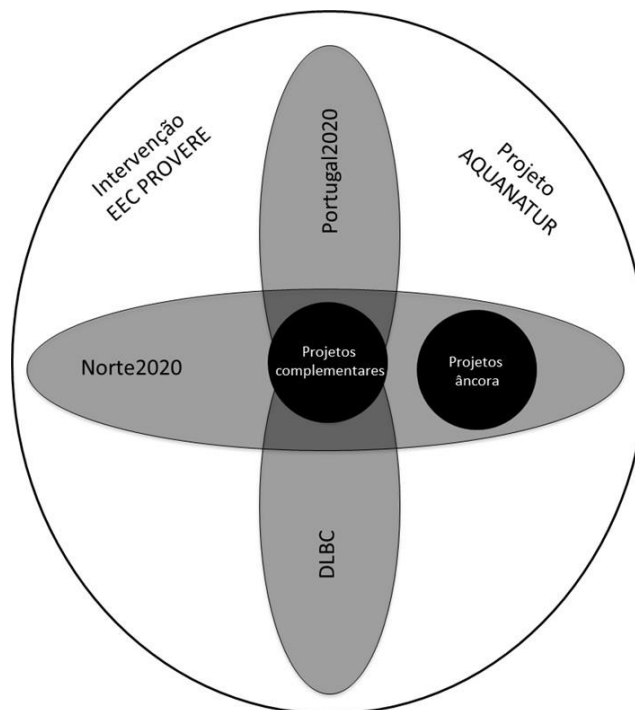 Intervenção
EEC PROVERE
Portugal2020
Projeto
AQUANATUR
Norte2020
Projetos
complementares
Projetos
âncora
DLBC